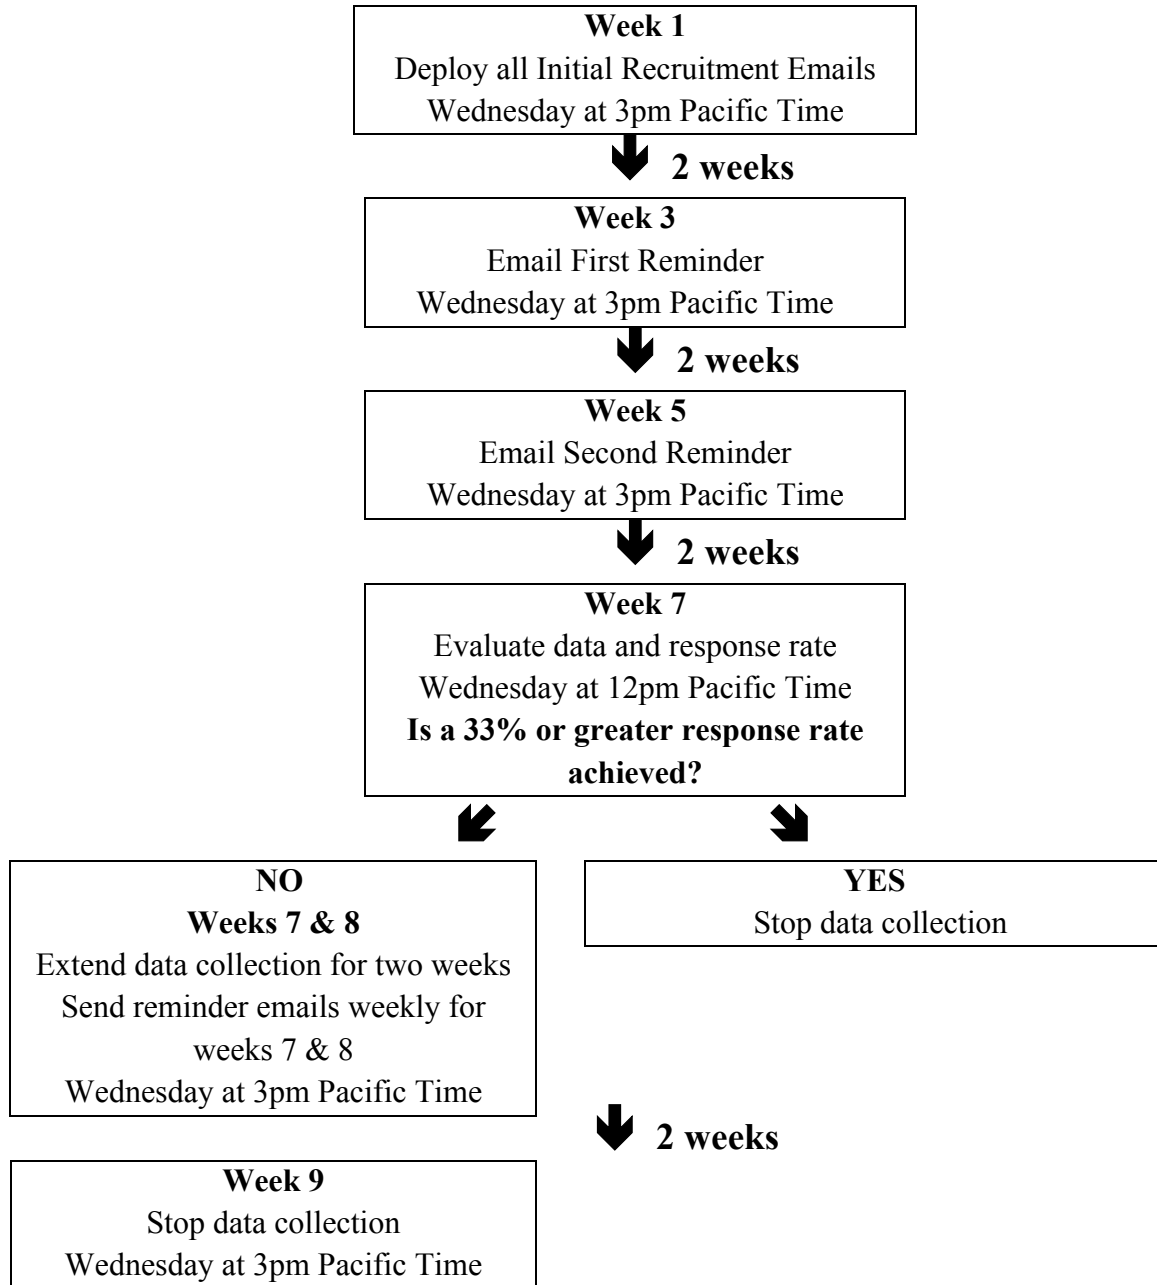 Week 1
Deploy all Initial Recruitment Emails
Wednesday at 3pm Pacific Time
2 weeks
Week 3
Email First Reminder
Wednesday at 3pm Pacific Time
2 weeks
Week 5
Email Second Reminder
Wednesday at 3pm Pacific Time
2 weeks
Week 7
Evaluate data and response rate
Wednesday at 12pm Pacific Time
Is a 33% or greater response rate
achieved?
NO
Weeks 7 & 8
Extend data collection for two weeks
Send reminder emails weekly for
weeks 7 & 8
Wednesday at 3pm Pacific Time
YES
Stop data collection
2 weeks
Week 9
Stop data collection
Wednesday at 3pm Pacific Time